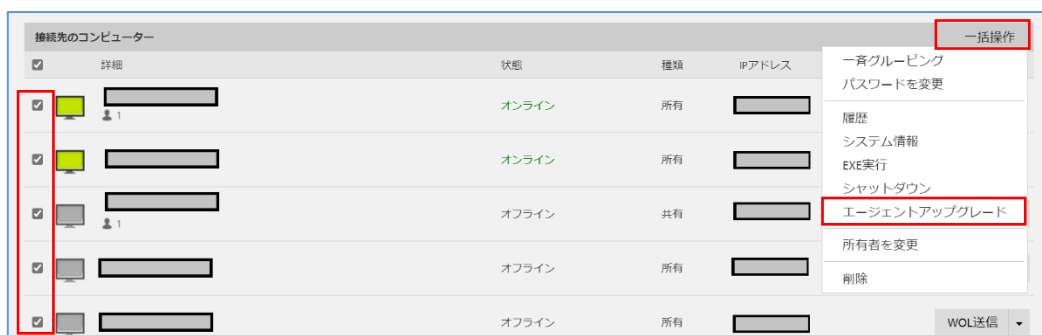 接続先のコンピューター 一括操作
詳細 状態 種類 IPアドレス
一斉グルーピング
パスワードを変更
履歴
システム情報
EXE実行
シャットダウン
エージェントアップグレード
所有者を変更
削除
オンライン 所有
1
オンライン 所有
オフライン 共有
1
オフライン 所有
オフライン 所有 WOL送信